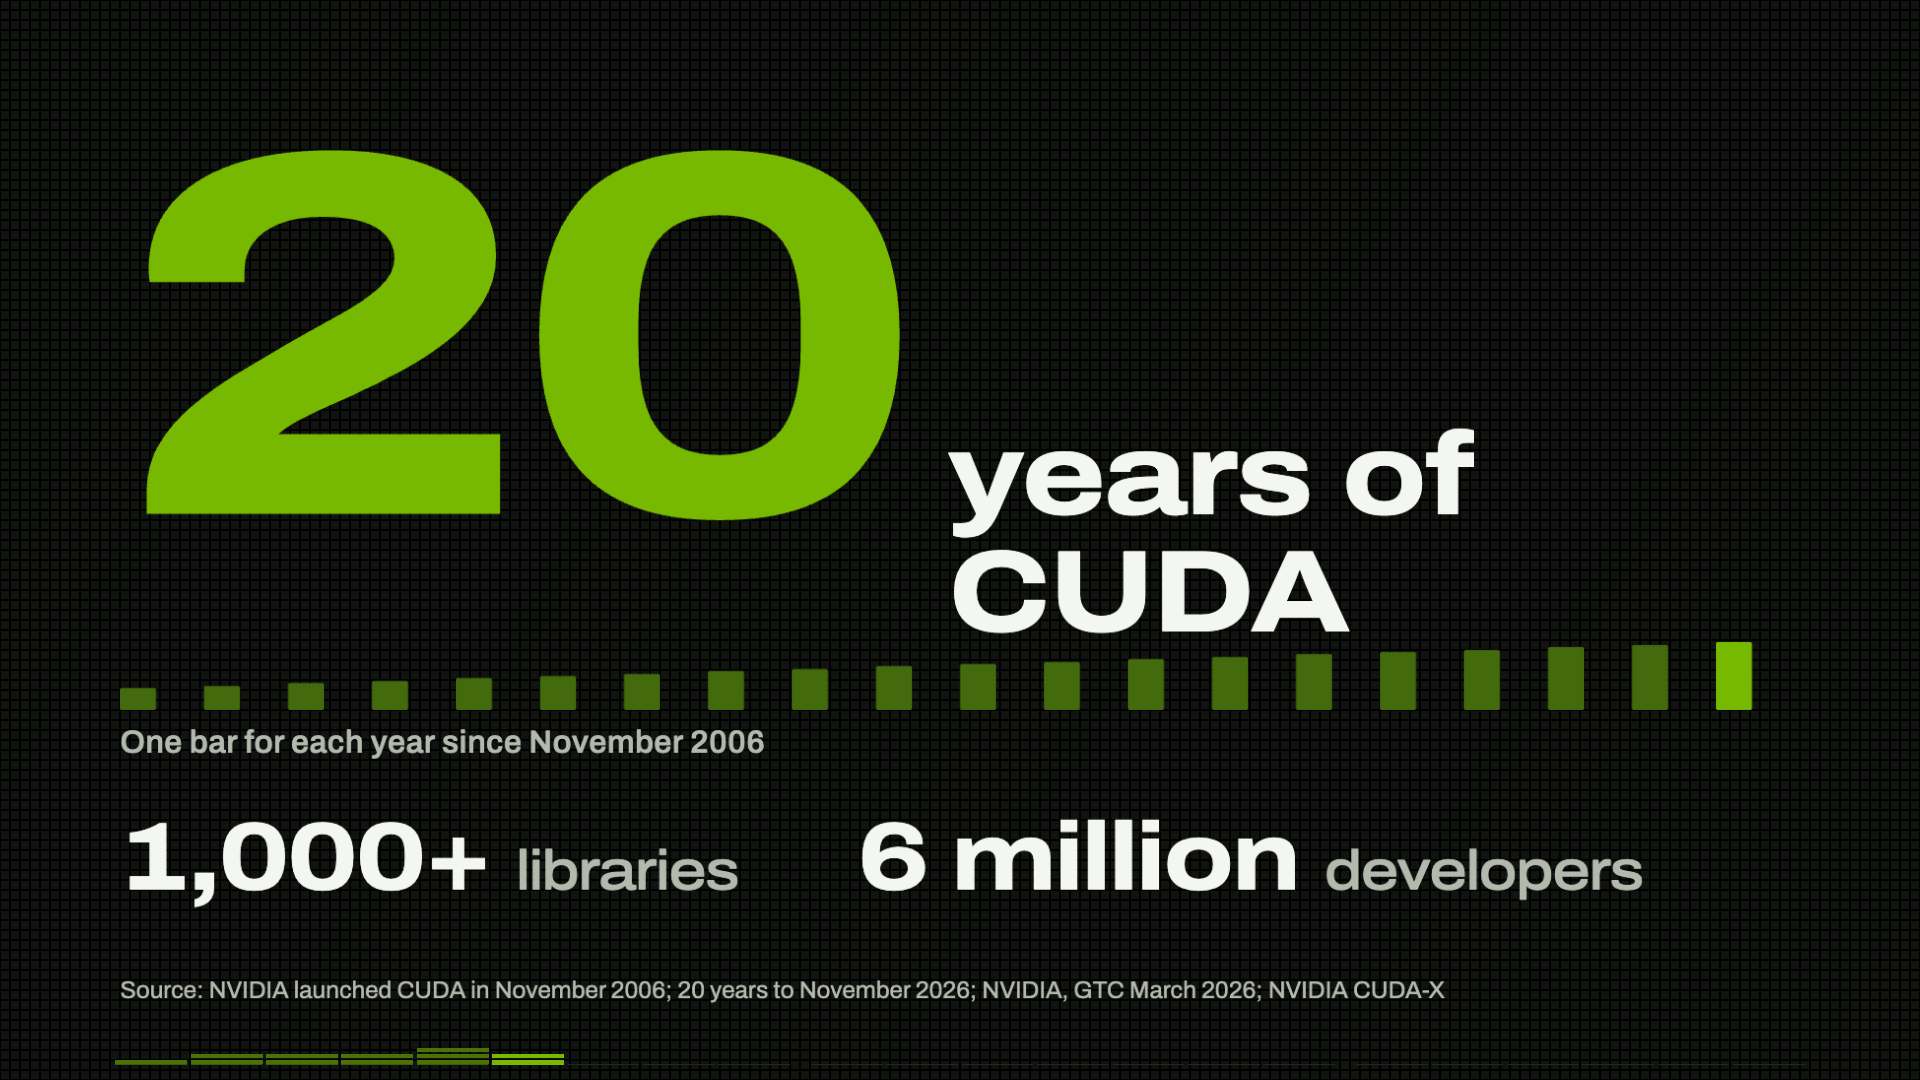 20
years of
CUDA
One bar for each year since November 2006
1,000+ libraries
6 million developers
Source: NVIDIA launched CUDA in November 2006; 20 years to November 2026; NVIDIA, GTC March 2026; NVIDIA CUDA-X